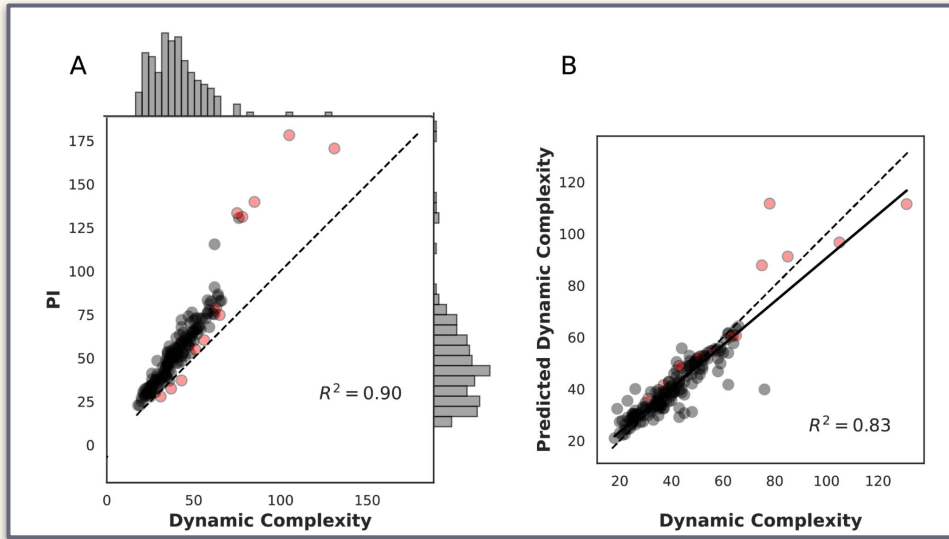 A
B
175
150
125
100
75
50
25
0
PI
R² = 0.90
0 50 100 150
Dynamic Complexity
120
100
80
60
40
20
Predicted Dynamic Complexity
R² = 0.83
20 40 60 80 100 120
Dynamic Complexity